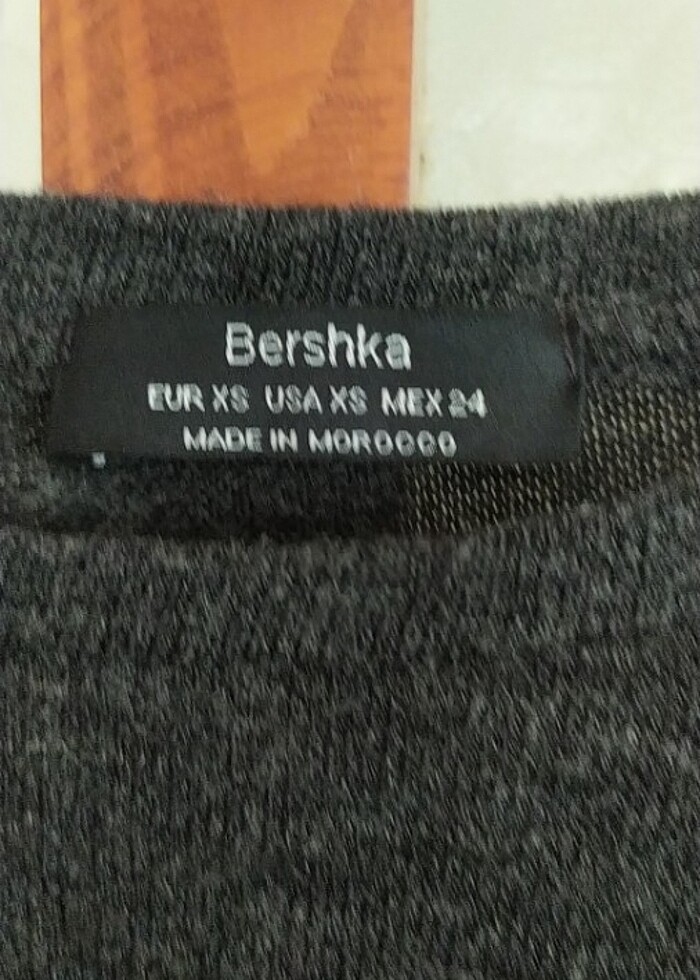 Bershka
EUR XS USA XS MEX 24
MADE IN MOROCCO